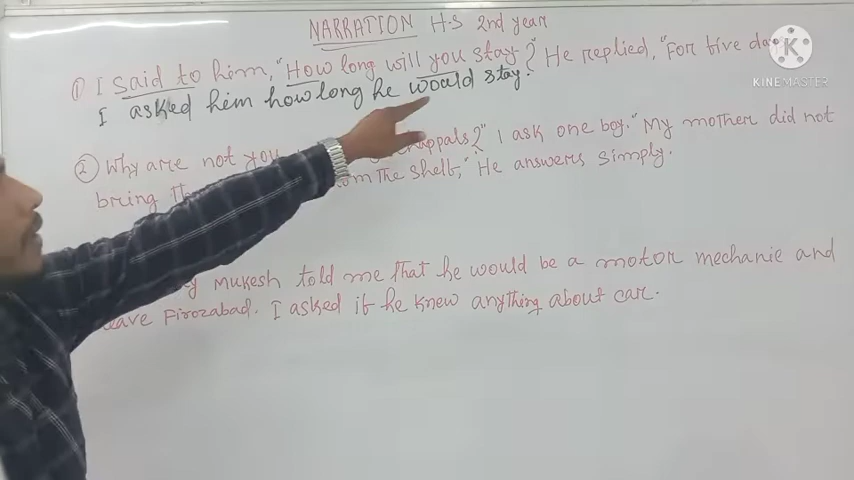 NARRATION H.S 2nd year
① I said to him, "How long will you stay?" He replied, "For five
I asked him how long he would stay.
② Why are not you chappals?" I ask one boy. "My mother did not
bring from the shelf," He answers simply.
Mukesh told me that he would be a motor mechanic and
leave Firozabad. I asked if he knew anything about car.
KINEMASTER